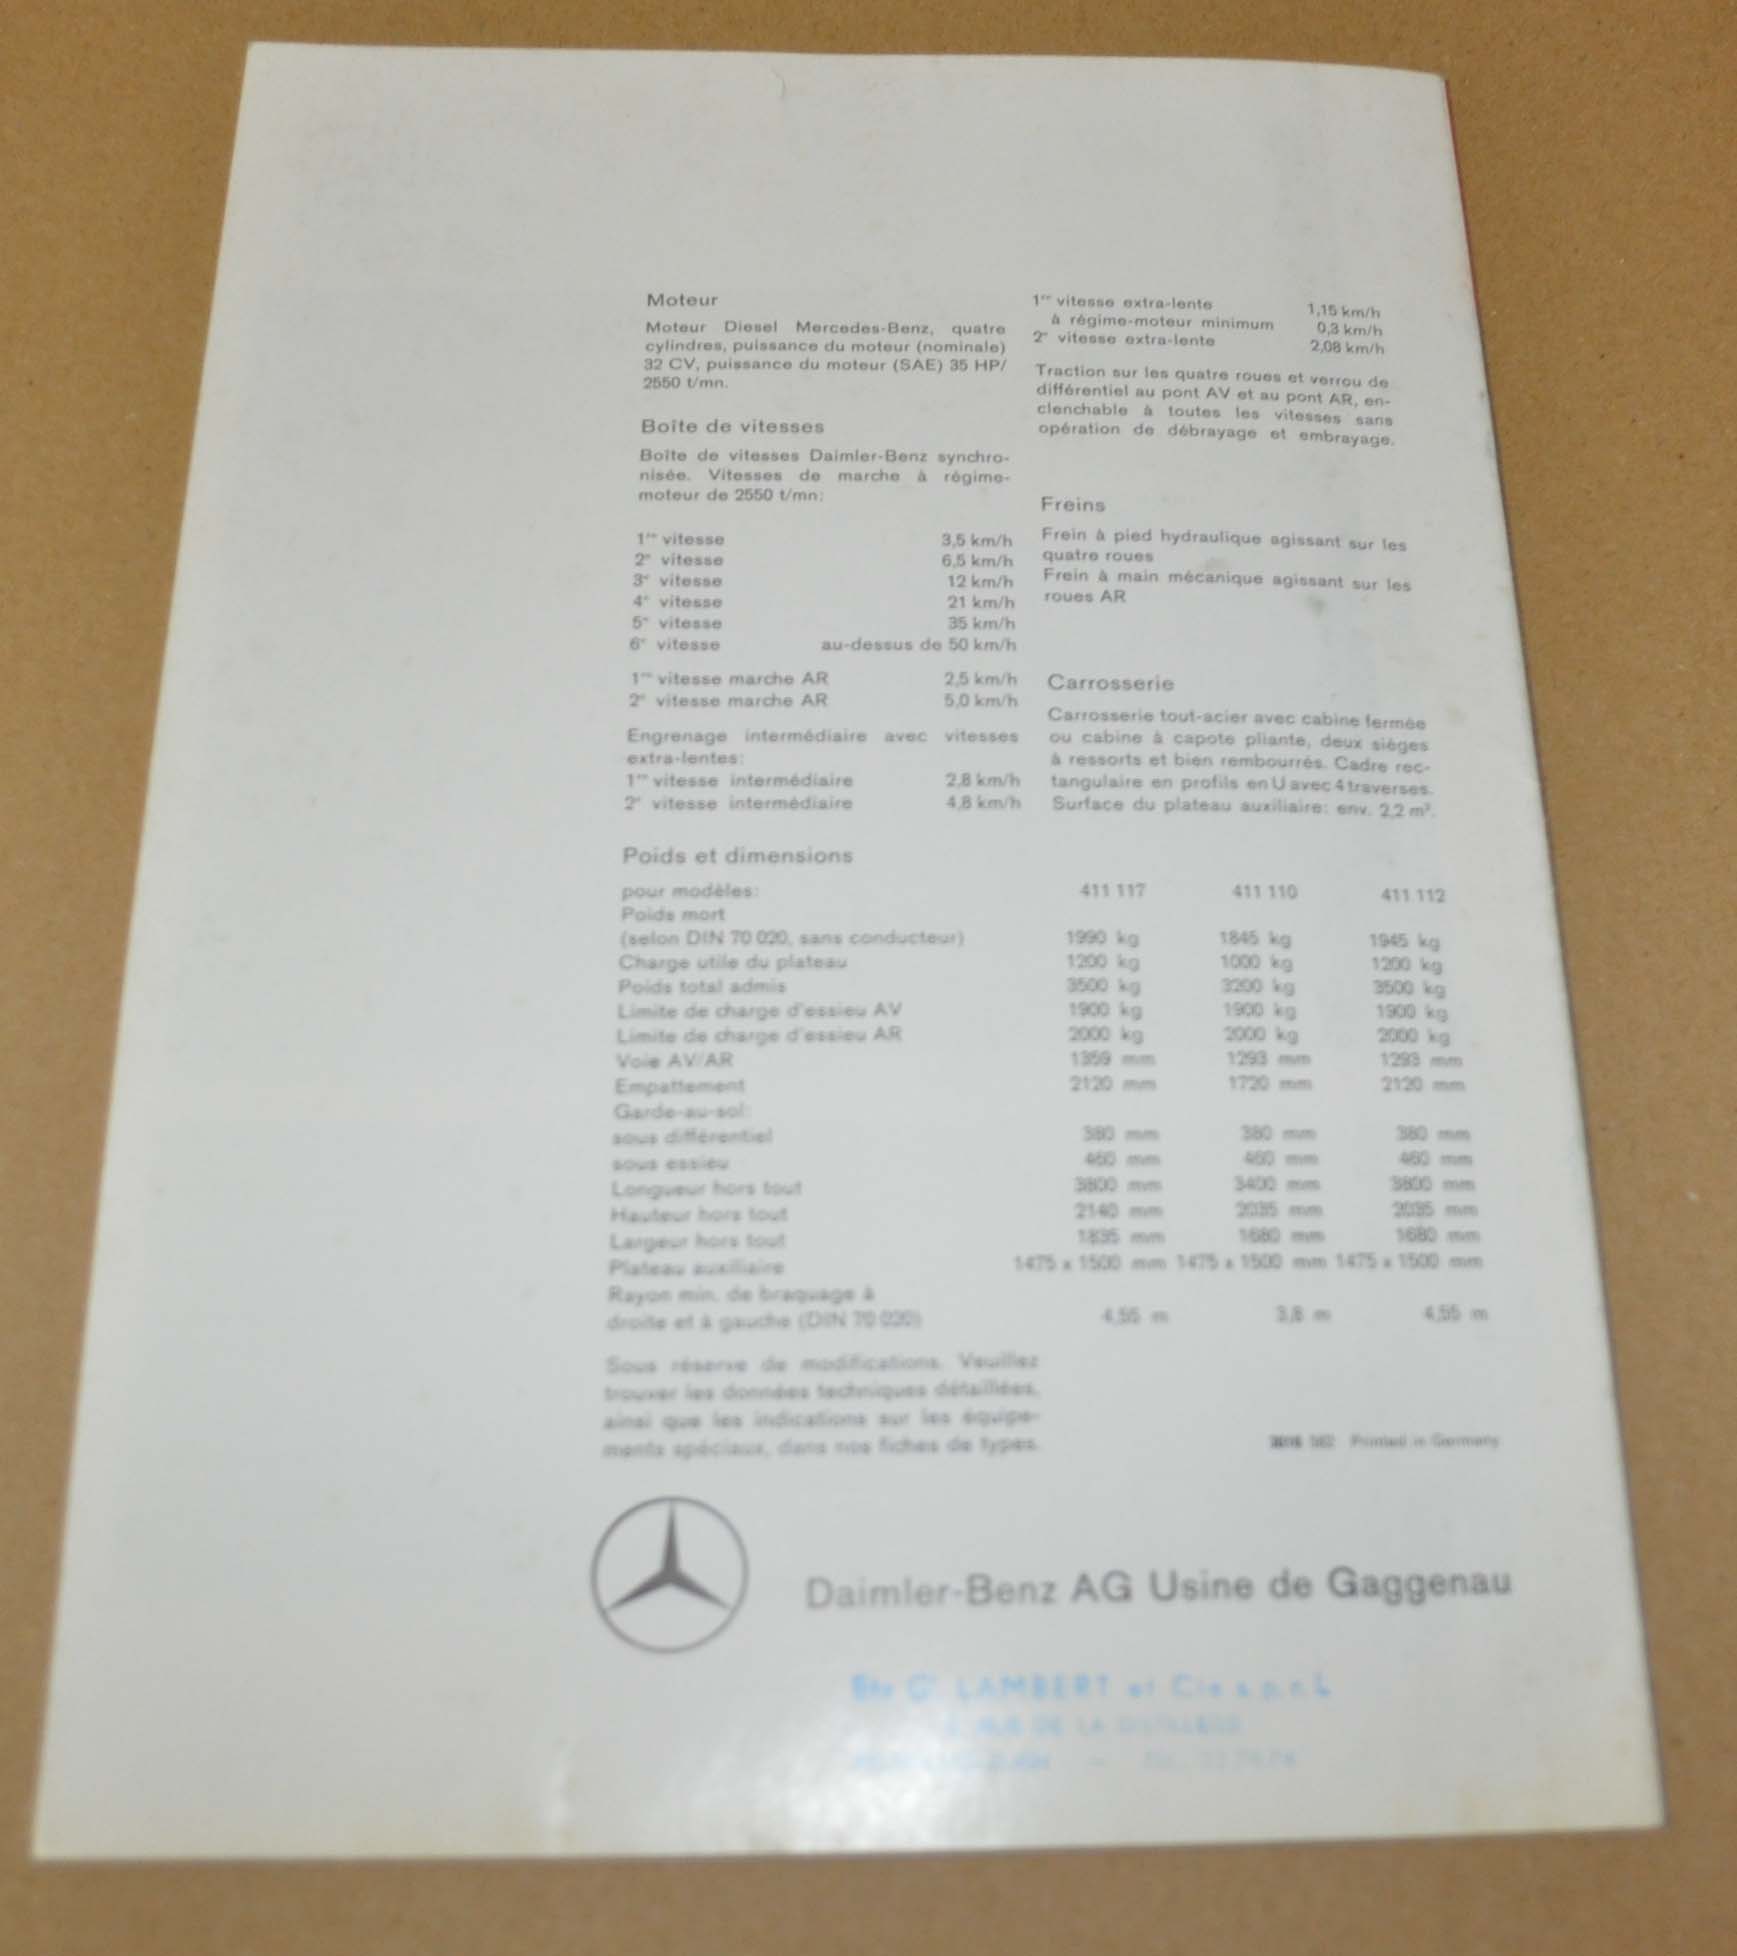 Moteur
Moteur Diesel Mercedes-Benz, quatre
cylindres, puissance du moteur (nominale)
32 CV, puissance du moteur (SAE) 35 HP/
2550 t/mn.
Boîte de vitesses
Boîte de vitesses Daimler-Benz synchro-
nisée. Vitesses de marche à régime-
moteur de 2550 t/mn:
1re vitesse 3,5 km/h
2e vitesse 6,5 km/h
3e vitesse 12 km/h
4e vitesse 21 km/h
5e vitesse 35 km/h
6e vitesse au-dessus de 50 km/h
1re vitesse marche AR 2,5 km/h
2e vitesse marche AR 5,0 km/h
Engrenage intermédiaire avec vitesses
extra-lentes:
1re vitesse intermédiaire 2,8 km/h
2e vitesse intermédiaire 4,8 km/h
1re vitesse extra-lente 1,15 km/h
à régime-moteur minimum 0,3 km/h
2e vitesse extra-lente 2,08 km/h
Traction sur les quatre roues et verrou de
différentiel au pont AV et au pont AR, en-
clenchable à toutes les vitesses sans
opération de débrayage et embrayage.
Freins
Frein à pied hydraulique agissant sur les
quatre roues
Frein à main mécanique agissant sur les
roues AR
Carrosserie
Carrosserie tout-acier avec cabine fermée
ou cabine à capote pliante, deux sièges
à ressorts et bien rembourrés. Cadre rec-
tangulaire en profils en U avec 4 traverses.
Surface du plateau auxiliaire: env. 2,2 m².
Poids et dimensions
pour modèles: 411 117 411 110 411 112
Poids mort
(selon DIN 70 020, sans conducteur) 1990 kg 1845 kg 1945 kg
Charge utile du plateau 1200 kg 1000 kg 1200 kg
Poids total admis 3500 kg 3200 kg 3500 kg
Limite de charge d'essieu AV 1900 kg 1900 kg 1900 kg
Limite de charge d'essieu AR 2000 kg 2000 kg 2000 kg
Voie AV/AR 1359 mm 1293 mm 1293 mm
Empattement 2120 mm 1720 mm 2120 mm
Garde-au-sol:
sous différentiel 380 mm 380 mm 380 mm
sous essieu 460 mm 460 mm 460 mm
Longueur hors tout 3800 mm 3400 mm 3800 mm
Hauteur hors tout 2140 mm 2035 mm 2035 mm
Largeur hors tout 1835 mm 1680 mm 1680 mm
Plateau auxiliaire 1475 x 1500 mm 1475 x 1500 mm 1475 x 1500 mm
Rayon min. de braquage à
droite et à gauche (DIN 70 020) 4,55 m 3,8 m 4,55 m
Sous réserve de modifications. Veuillez
trouver les données techniques détaillées,
ainsi que les indications sur les équipe-
ments spéciaux, dans nos fiches de types.
Printed in Germany
Daimler-Benz AG Usine de Gaggenau
LAMBERT et Cie s.p.r.L
RUE DE LA